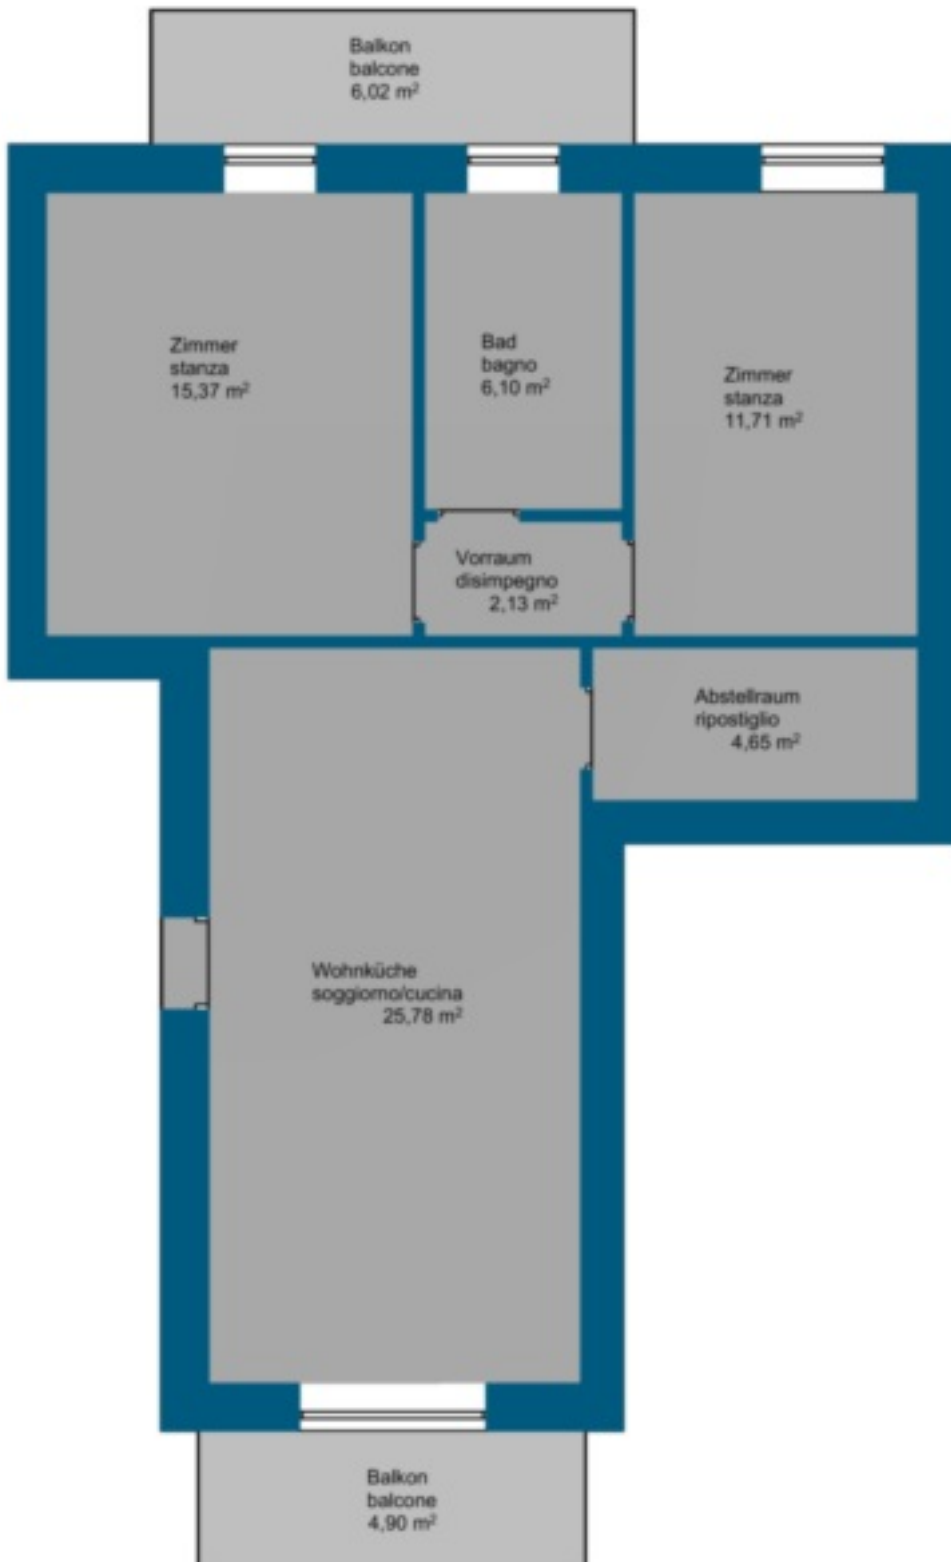 Balkon
balcone
6,02 m²
Zimmer
stanza
15,37 m²
Bad
bagno
6,10 m²
Zimmer
stanza
11,71 m²
Vorraum
disimpegno
2,13 m²
Abstellraum
ripostiglio
4,65 m²
Wohnküche
soggiorno/cucina
25,78 m²
Balkon
balcone
4,90 m²